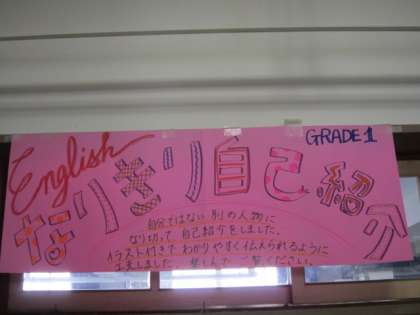 English
GRADE 1
なりきり自己紹介
自分ではない別の人物に
なり切って自己紹介をしました。
イラスト付きでわかりやすく伝えられるように
工夫しました。楽しんでご覧ください。